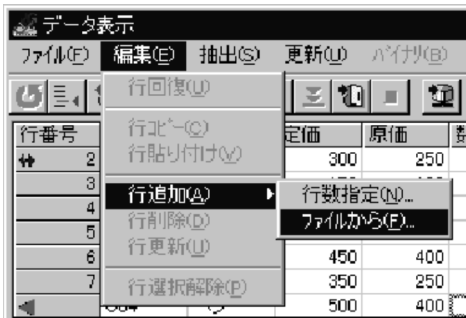 データ表示
ファイル(F) 編集(E) 抽出(S) 更新(U) バイナリ(B)
行回復(U)
行コピー(C)
行貼り付け(V)
行追加(A)
行削除(D)
行更新(U)
行選択解除(P)
行数指定(N)...
ファイルから(F)...
行番号 定価 原価
2 300 250
3
4
5
6 450 400
7 350 250
500 400